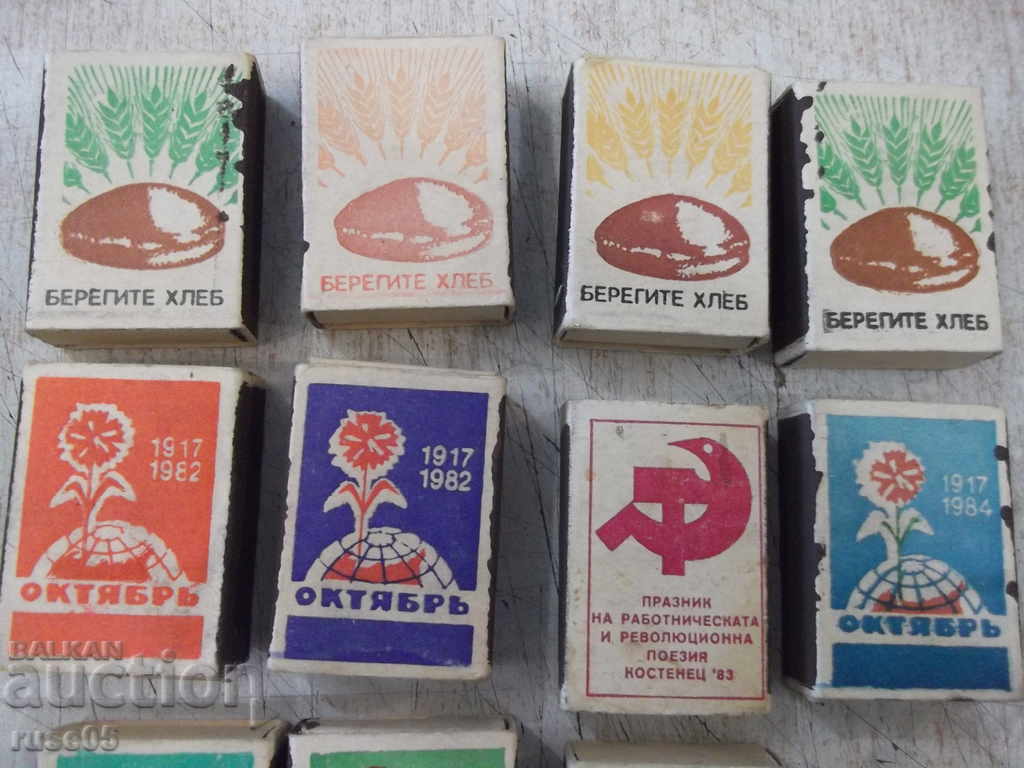 БЕРЕГИТЕ ХЛЕБ
БЕРЕГИТЕ ХЛЕБ
БЕРЕГИТЕ ХЛЕБ
БЕРЕГИТЕ ХЛЕБ
1917
1982
ОКТЯБРЬ
1917
1982
ОКТЯБРЬ
ПРАЗНИК
НА РАБОТНИЧЕСКАТА
И РЕВОЛЮЦИОННА
ПОЕЗИЯ
КОСТЕНЕЦ '83
1917
1984
ОКТЯБРЬ
BALKAN
auction
ruse05